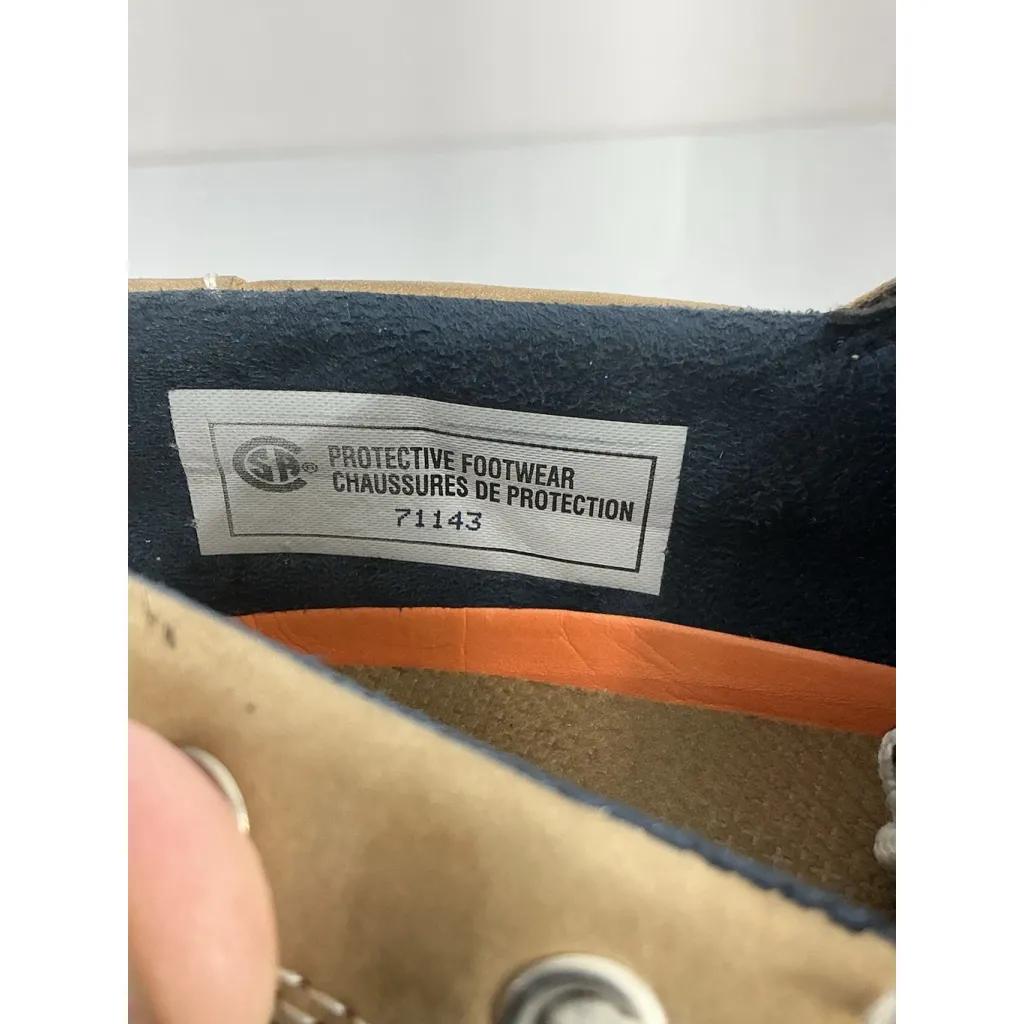 CSA® PROTECTIVE FOOTWEAR
CHAUSSURES DE PROTECTION
71143